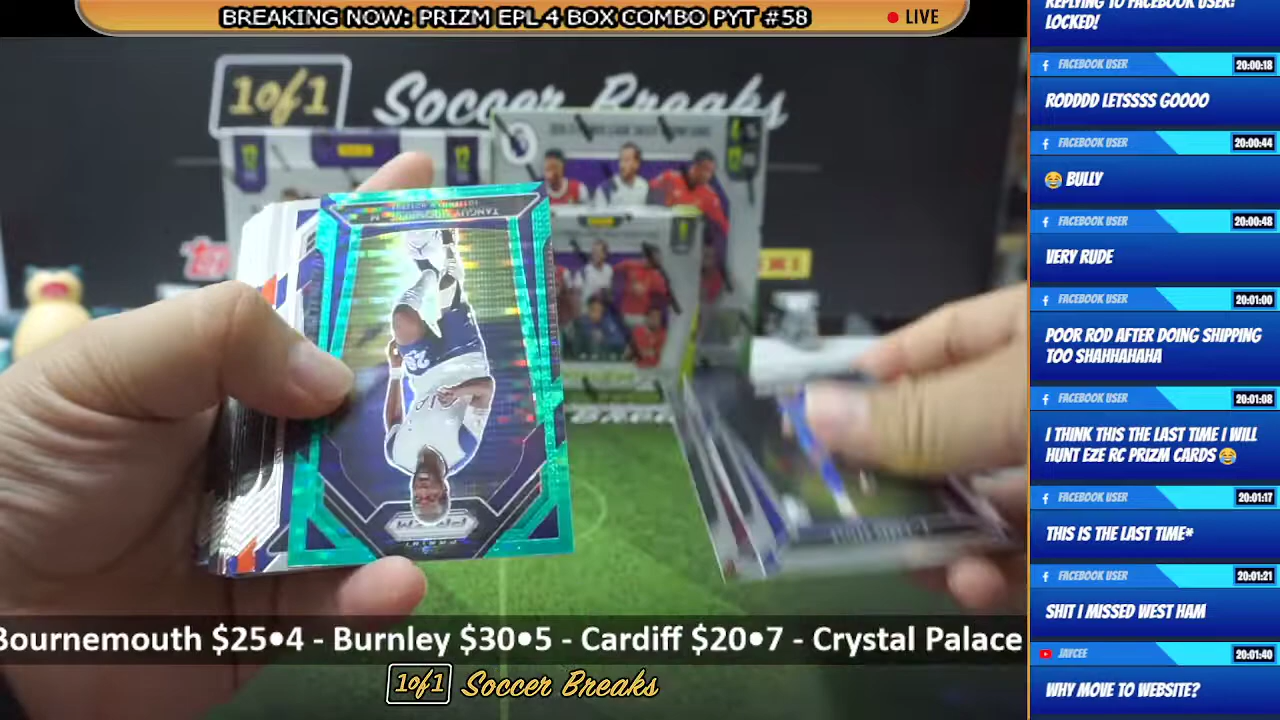 BREAKING NOW: PRIZM EPL 4 BOX COMBO PYT #58
LIVE
1of1
Soccer Breaks
TANGUY
PRIZM
Bournemouth $25•4 - Burnley $30•5 - Cardiff $20•7 - Crystal Palace
1of1 Soccer Breaks
REPLYING TO FACEBOOK USER:
LOCKED!
FACEBOOK USER 20:00:18
RODDDD LETSSSS GOOOO
FACEBOOK USER 20:00:44
😂 BULLY
FACEBOOK USER 20:00:48
VERY RUDE
FACEBOOK USER 20:01:00
POOR ROD AFTER DOING SHIPPING
TOO SHAHHAHAHA
FACEBOOK USER 20:01:08
I THINK THIS THE LAST TIME I WILL
HUNT EZE RC PRIZM CARDS 😂
FACEBOOK USER 20:01:17
THIS IS THE LAST TIME*
FACEBOOK USER 20:01:21
SHIT I MISSED WEST HAM
JAYCEE 20:01:40
WHY MOVE TO WEBSITE?